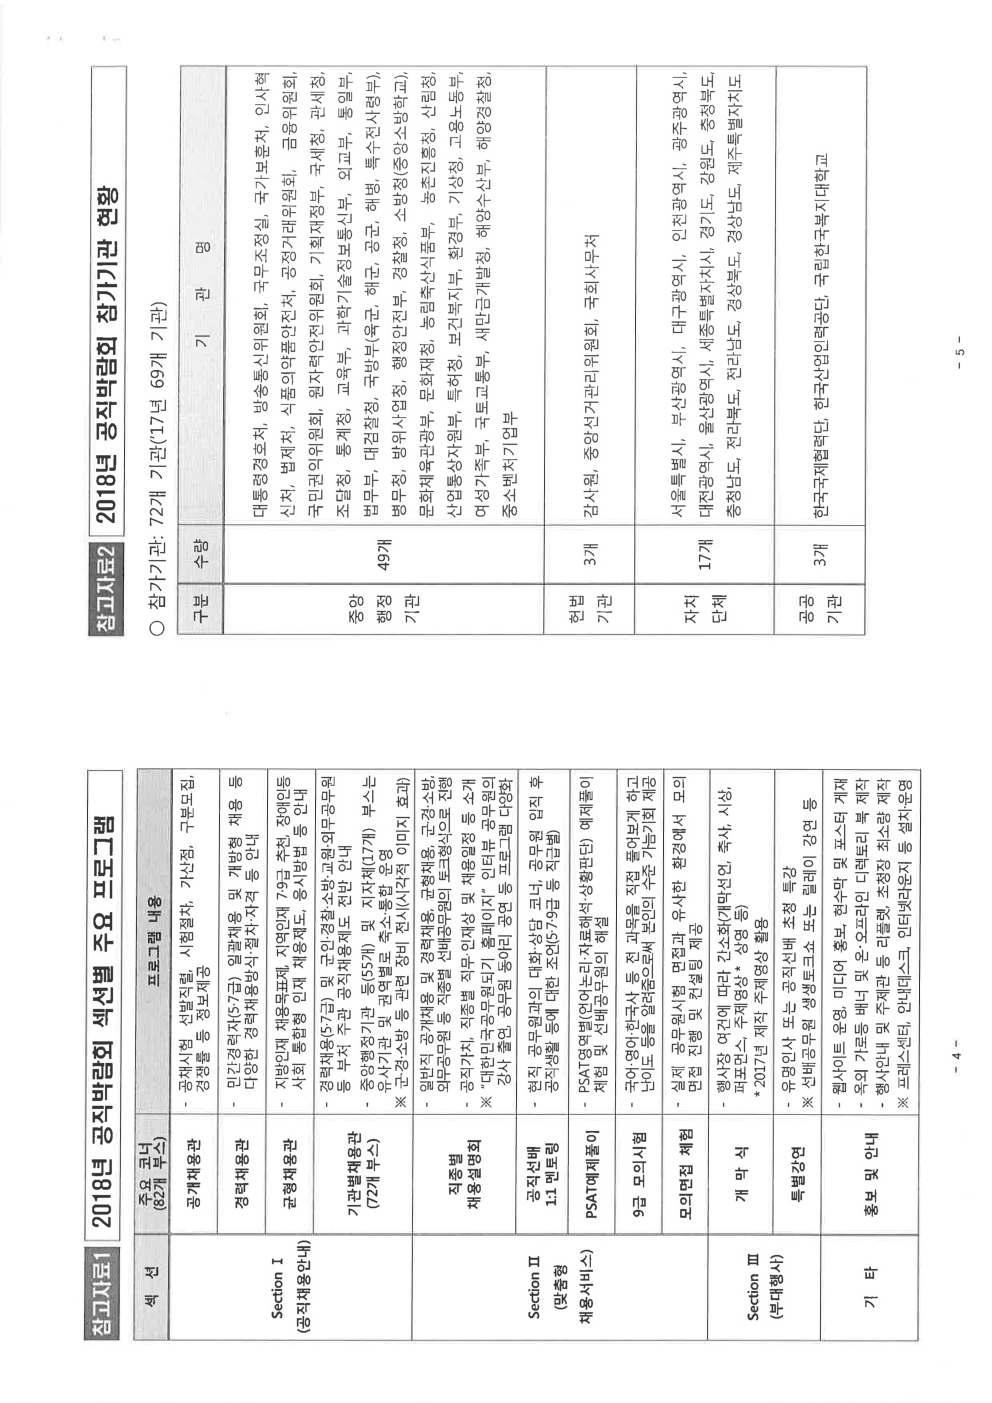 참고자료1 2018년 공직박람회 섹션별 주요 프로그램
섹 션
주요 코너
(82개 부스)
프로그램 내용
Section Ⅰ
(공직채용안내)
공개채용관
- 공채시험 선발직렬, 시험절차, 가산점, 구분모집,
경쟁률 등 정보제공
경력채용관
- 민간경력자(5·7급) 일괄채용 및 개방형 채용 등
다양한 경력채용방식·절차·자격 등 안내
균형채용관
- 지방인재 채용목표제, 지역인재 7·9급 추천, 장애인등
사회 통합형 인재 채용제도, 응시방법 등 안내
기관별채용관
(72개 부스)
- 경력채용(5·7급) 및 군인·경찰·소방·교원·외무공무원
등 부처 주관 공직채용제도 전반 안내
- 중앙행정기관 등(55개) 및 지자체(17개) 부스는
유사기관 및 권역별로 축소·통합 운영
※ 군·경·소방 등 관련 장비 전시(시각적 이미지 효과)
Section Ⅱ
(맞춤형
채용서비스)
직종별
채용설명회
- 일반직 공개채용 및 경력채용, 균형채용, 군·경·소방,
외무공무원 등 직종별 선배공무원의 토크형식으로 진행
- 공직가치, 직종별 직무·인재상 및 채용일정 등 소개
※ "대한민국공무원되기 홈페이지" 인터뷰 공무원의
강사 출연, 공무원 동아리 공연 등 프로그램 다양화
공직선배
1:1 멘토링
- 현직 공무원과의 대화·상담 코너, 공무원 입직 후
공직생활 등에 대한 조언(5·7·9급 등 직급별)
PSAT예제풀이
- PSAT영역별(언어논리·자료해석·상황판단) 예제풀이
체험 및 선배공무원의 해설
9급 모의시험
- 국어·영어·한국사 등 전 과목을 직접 풀어보게 하고
난이도 등을 알려줌으로써 본인의 수준 가늠기회 제공
모의면접 체험
- 실제 공무원시험 면접과 유사한 환경에서 모의
면접 진행 및 컨설팅 제공
Section Ⅲ
(부대행사)
개 막 식
- 행사장 여건에 따라 간소화(개막선언, 축사, 시상,
퍼포먼스, 주제영상* 상영 등)
* 2017년 제작 주제영상 활용
특별강연
- 유명인사 또는 공직선배 초청 특강
※ 선배공무원 생생토크쇼 또는 릴레이 강연 등
기 타
홍보 및 안내
- 웹사이트 운영, 미디어 홍보, 현수막 및 포스터 게재
- 옥외 가로등 배너 및 온·오프라인 디렉토리 북 제작
- 행사안내 및 주제관 등 리플렛, 초청장 최소량 제작
※ 프레스센터, 안내데스크, 인터넷라운지 등 설치·운영
- 4 -
참고자료2 2018년 공직박람회 참가기관 현황
○ 참가기관: 72개 기관('17년 69개 기관)
구분
수량
기 관 명
중앙
행정
기관
49개
대통령경호처, 방송통신위원회, 국무조정실, 국가보훈처, 인사혁
신처, 법제처, 식품의약품안전처, 공정거래위원회, 금융위원회,
국민권익위원회, 원자력안전위원회, 기획재정부, 국세청, 관세청,
조달청, 통계청, 교육부, 과학기술정보통신부, 외교부, 통일부,
법무부, 대검찰청, 국방부(육군, 해군, 공군, 해병, 특수전사령부),
병무청, 방위사업청, 행정안전부, 경찰청, 소방청(중앙소방학교),
문화체육관광부, 문화재청, 농림축산식품부, 농촌진흥청, 산림청,
산업통상자원부, 특허청, 보건복지부, 환경부, 기상청, 고용노동부,
여성가족부, 국토교통부, 새만금개발청, 해양수산부, 해양경찰청,
중소벤처기업부
헌법
기관
3개
감사원, 중앙선거관리위원회, 국회사무처
자치
단체
17개
서울특별시, 부산광역시, 대구광역시, 인천광역시, 광주광역시,
대전광역시, 울산광역시, 세종특별자치시, 경기도, 강원도, 충청북도,
충청남도, 전라북도, 전라남도, 경상북도, 경상남도, 제주특별자치도
공공
기관
3개
한국국제협력단, 한국산업인력공단, 국립한국복지대학교
- 5 -